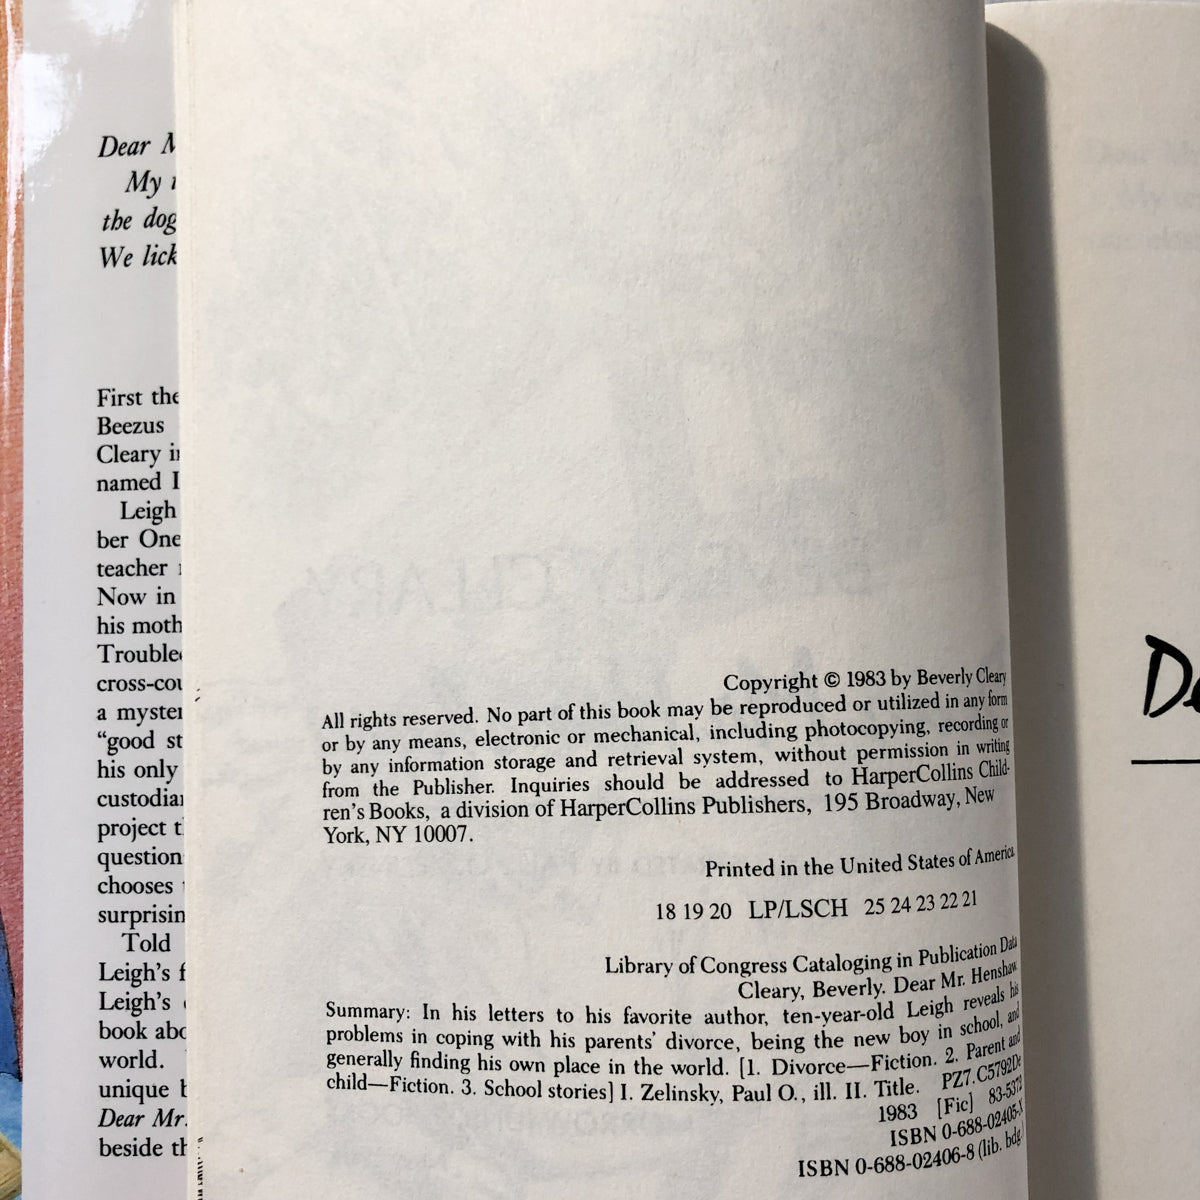 Dear M
My
the dog
We lick
First the
Beezus
Cleary
named
Leigh
ber One
teacher
Now in
his moth
Trouble
cross-cou
a myster
“good st
his only
custodian
project t
question
chooses
surprisin
Told
Leigh's f
Leigh's
book abo
world.
unique b
Dear Mr.
beside th
Copyright © 1983 by Beverly Cleary
All rights reserved. No part of this book may be reproduced or utilized in any form
or by any means, electronic or mechanical, including photocopying, recording or
by any information storage and retrieval system, without permission in writing
from the Publisher. Inquiries should be addressed to HarperCollins Child-
ren's Books, a division of HarperCollins Publishers, 195 Broadway, New
York, NY 10007.
Printed in the United States of America.
18 19 20 LP/LSCH 25 24 23 22 21
Library of Congress Cataloging in Publication Data
Cleary, Beverly. Dear Mr. Henshaw.
Summary: In his letters to his favorite author, ten-year-old Leigh reveals his
problems in coping with his parents' divorce, being the new boy in school, and
generally finding his own place in the world. [1. Divorce—Fiction. 2. Parent and
child—Fiction. 3. School stories] I. Zelinsky, Paul O., ill. II. Title. PZ7.C5792De
1983 [Fic] 83-5372
ISBN 0-688-02405-X
ISBN 0-688-02406-8 (lib. bdg.)
De